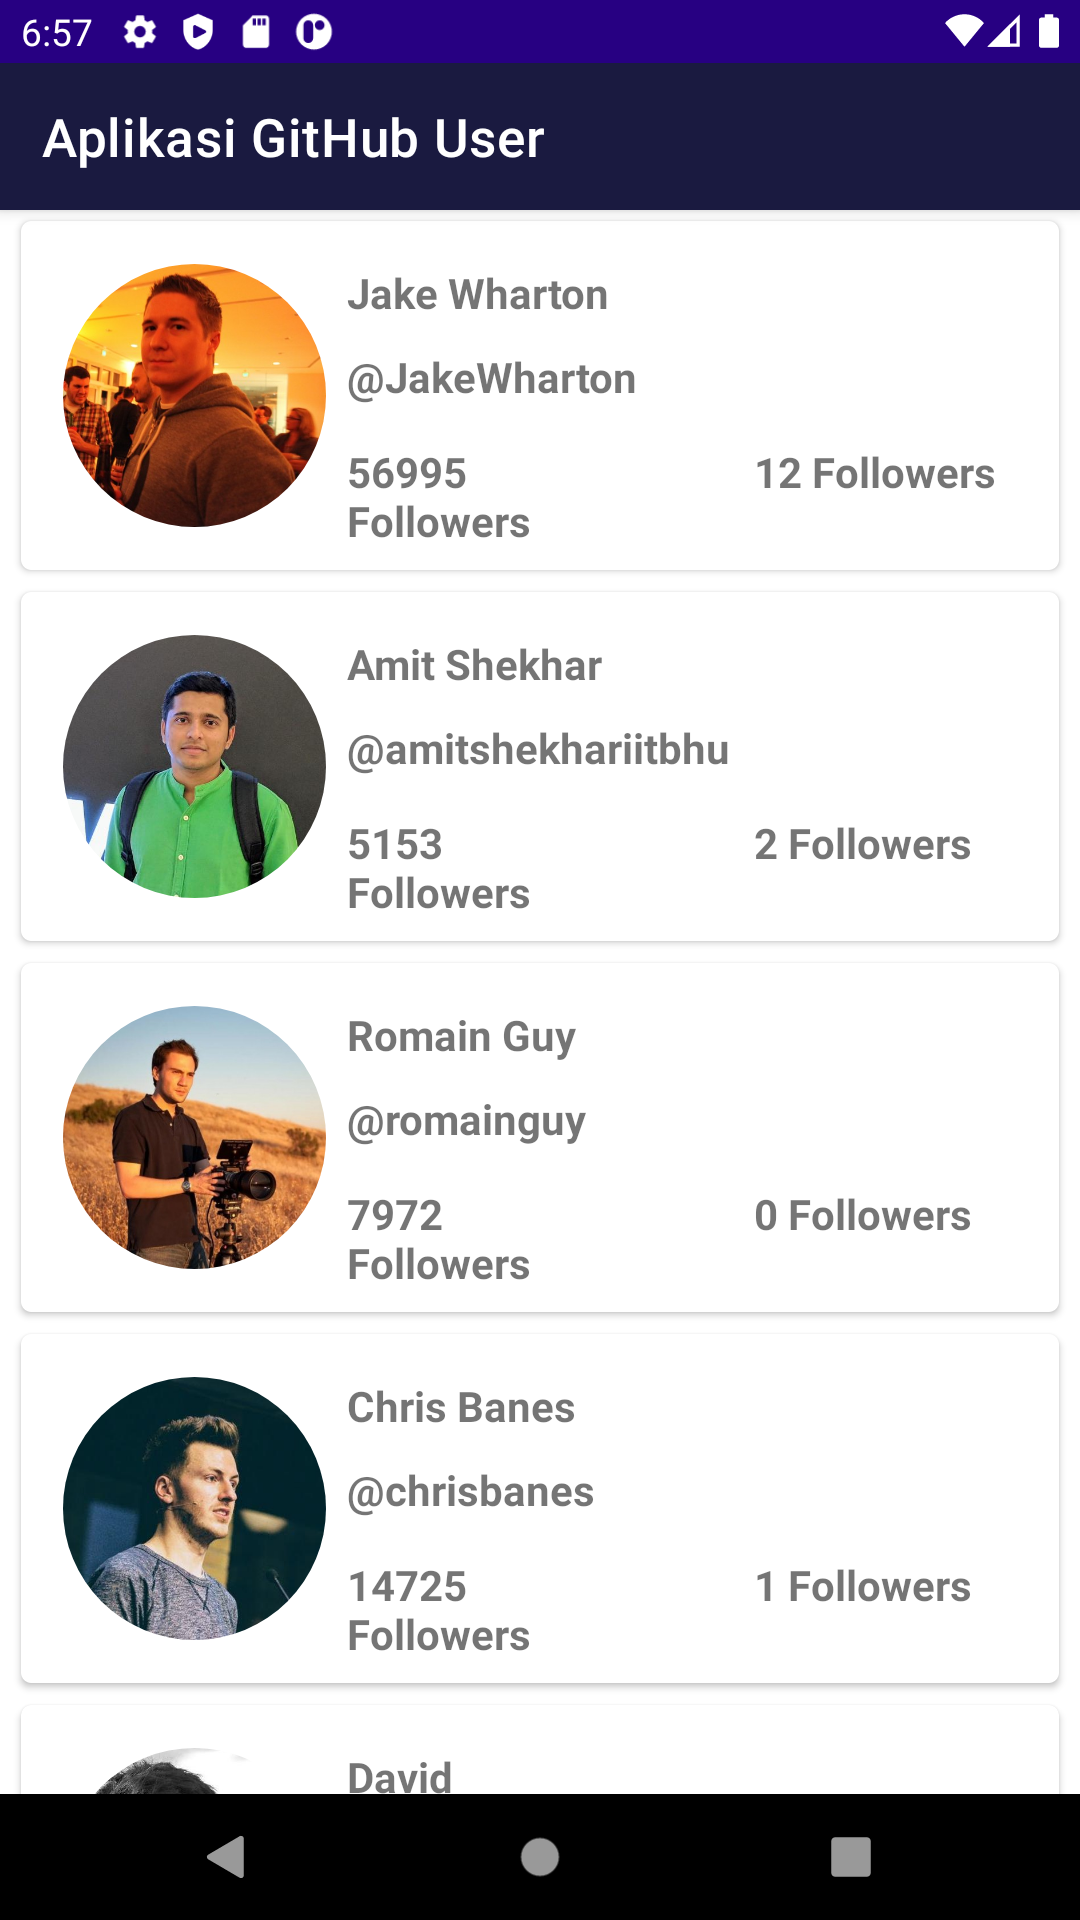 6:57
Aplikasi GitHub User
Jake Wharton
@JakeWharton
56995 Followers
12 Followers
Amit Shekhar
@amitshekhariitbhu
5153 Followers
2 Followers
Romain Guy
@romainguy
7972 Followers
0 Followers
Chris Banes
@chrisbanes
14725 Followers
1 Followers
David